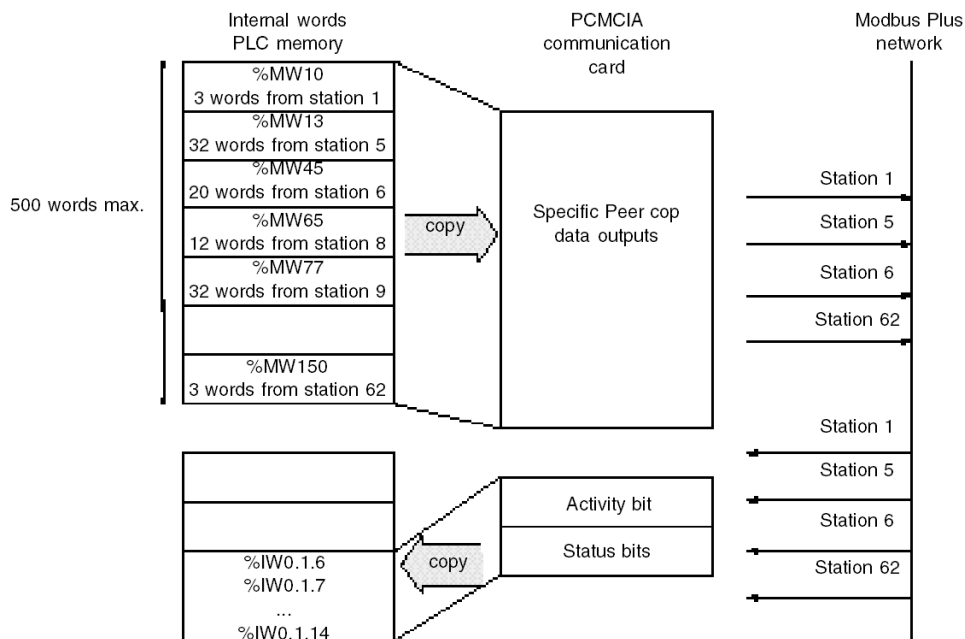 Internal words
PLC memory
PCMCIA
communication
card
Modbus Plus
network
%MW10
3 words from station 1
%MW13
32 words from station 5
%MW45
20 words from station 6
%MW65
12 words from station 8
%MW77
32 words from station 9
%MW150
3 words from station 62
500 words max.
copy
Specific Peer cop
data outputs
Station 1
Station 5
Station 6
Station 62
Station 1
Station 5
Station 6
Station 62
Activity bit
Status bits
copy
%IW0.1.6
%IW0.1.7
...
%IW0.1.14